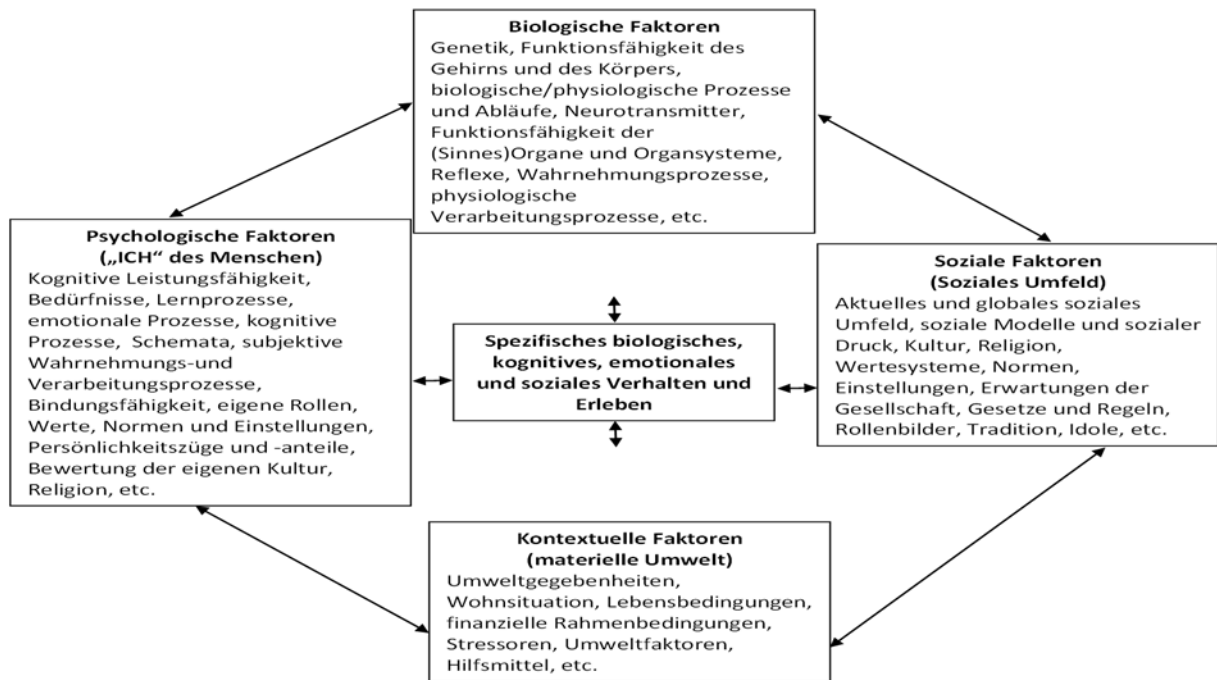 Biologische Faktoren
Genetik, Funktionsfähigkeit des
Gehirns und des Körpers,
biologische/physiologische Prozesse
und Abläufe, Neurotransmitter,
Funktionsfähigkeit der
(Sinnes)Organe und Organsysteme,
Reflexe, Wahrnehmungsprozesse,
physiologische
Verarbeitungsprozesse, etc.
Psychologische Faktoren
(„ICH“ des Menschen)
Kognitive Leistungsfähigkeit,
Bedürfnisse, Lernprozesse,
emotionale Prozesse, kognitive
Prozesse, Schemata, subjektive
Wahrnehmungs-und
Verarbeitungsprozesse,
Bindungsfähigkeit, eigene Rollen,
Werte, Normen und Einstellungen,
Persönlichkeitszüge und -anteile,
Bewertung der eigenen Kultur,
Religion, etc.
Spezifisches biologisches,
kognitives, emotionales
und soziales Verhalten und
Erleben
Soziale Faktoren
(Soziales Umfeld)
Aktuelles und globales soziales
Umfeld, soziale Modelle und sozialer
Druck, Kultur, Religion,
Wertesysteme, Normen,
Einstellungen, Erwartungen der
Gesellschaft, Gesetze und Regeln,
Rollenbilder, Tradition, Idole, etc.
Kontextuelle Faktoren
(materielle Umwelt)
Umweltgegebenheiten,
Wohnsituation, Lebensbedingungen,
finanzielle Rahmenbedingungen,
Stressoren, Umweltfaktoren,
Hilfsmittel, etc.